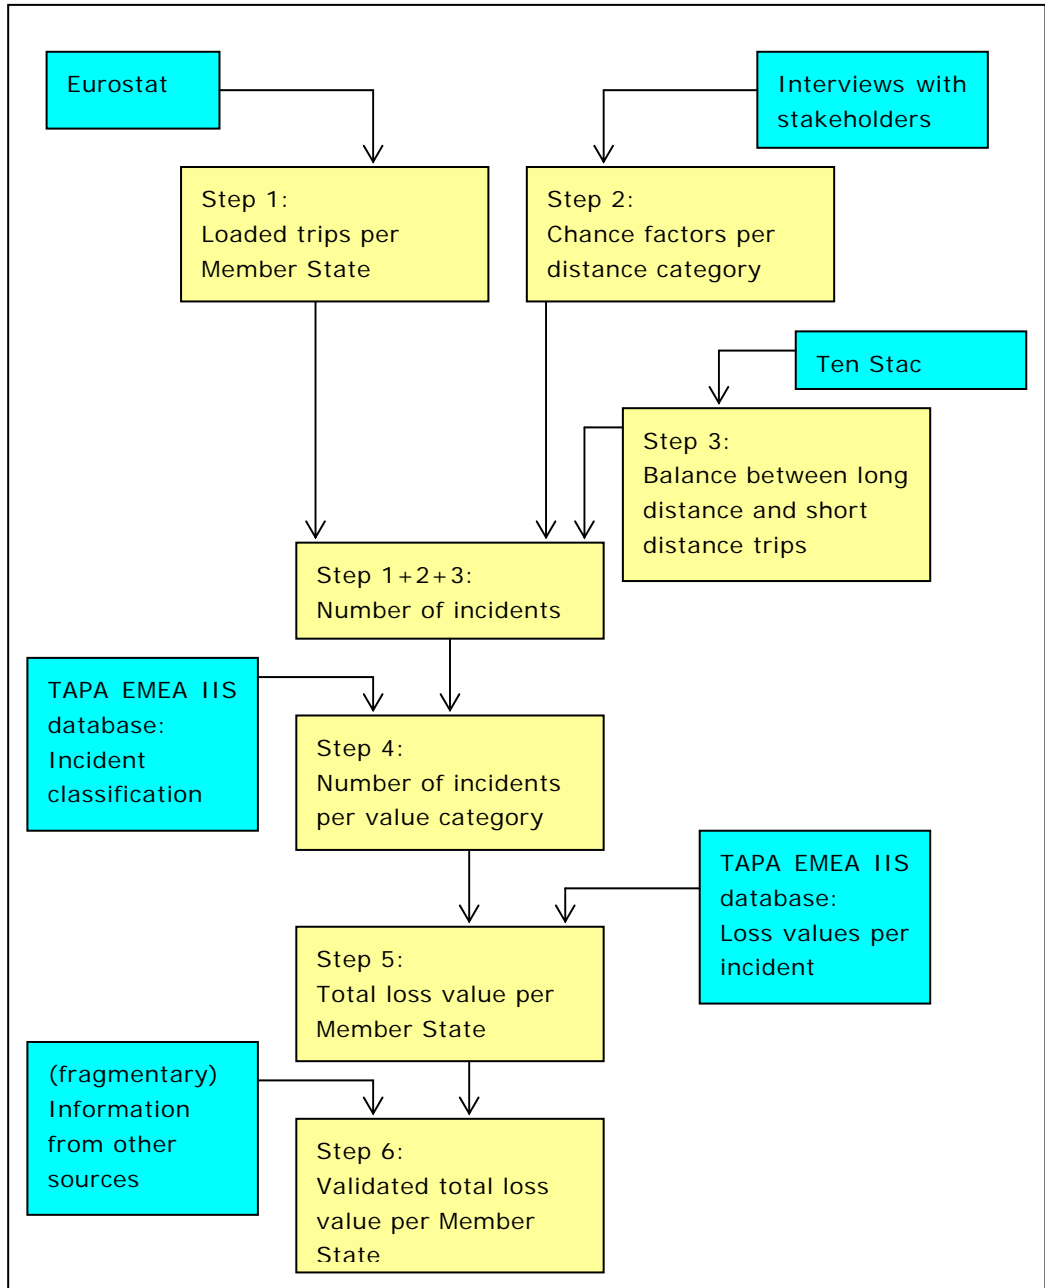 Eurostat
Interviews with
stakeholders
Step 1:
Loaded trips per
Member State
Step 2:
Chance factors per
distance category
Ten Stac
Step 3:
Balance between long
distance and short
distance trips
Step 1+2+3:
Number of incidents
TAPA EMEA IIS
database:
Incident
classification
Step 4:
Number of incidents
per value category
TAPA EMEA IIS
database:
Loss values per
incident
Step 5:
Total loss value per
Member State
(fragmentary)
Information
from other
sources
Step 6:
Validated total loss
value per Member
State